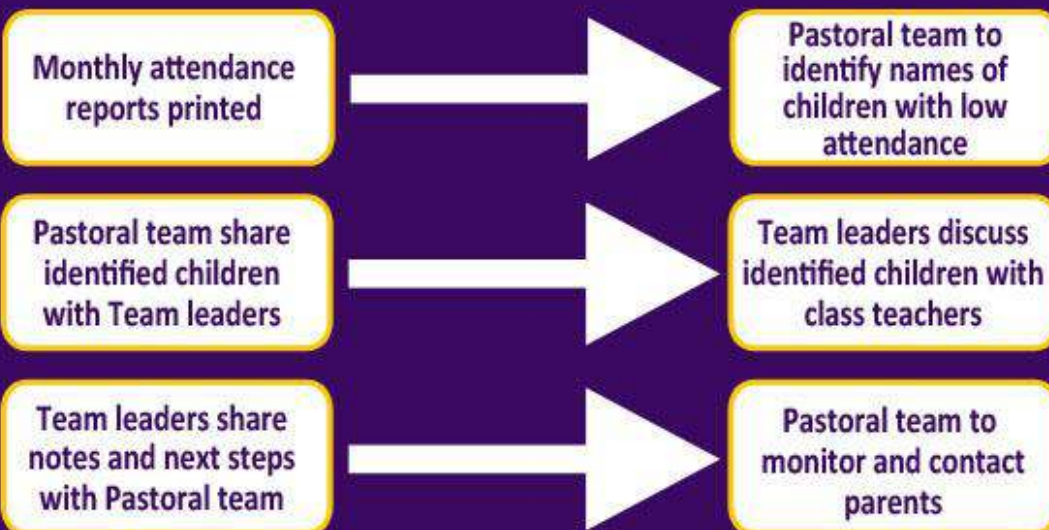 Monthly attendance
reports printed
Pastoral team to
identify names of
children with low
attendance
Pastoral team share
identified children
with Team leaders
Team leaders discuss
identified children with
class teachers
Team leaders share
notes and next steps
with Pastoral team
Pastoral team to
monitor and contact
parents